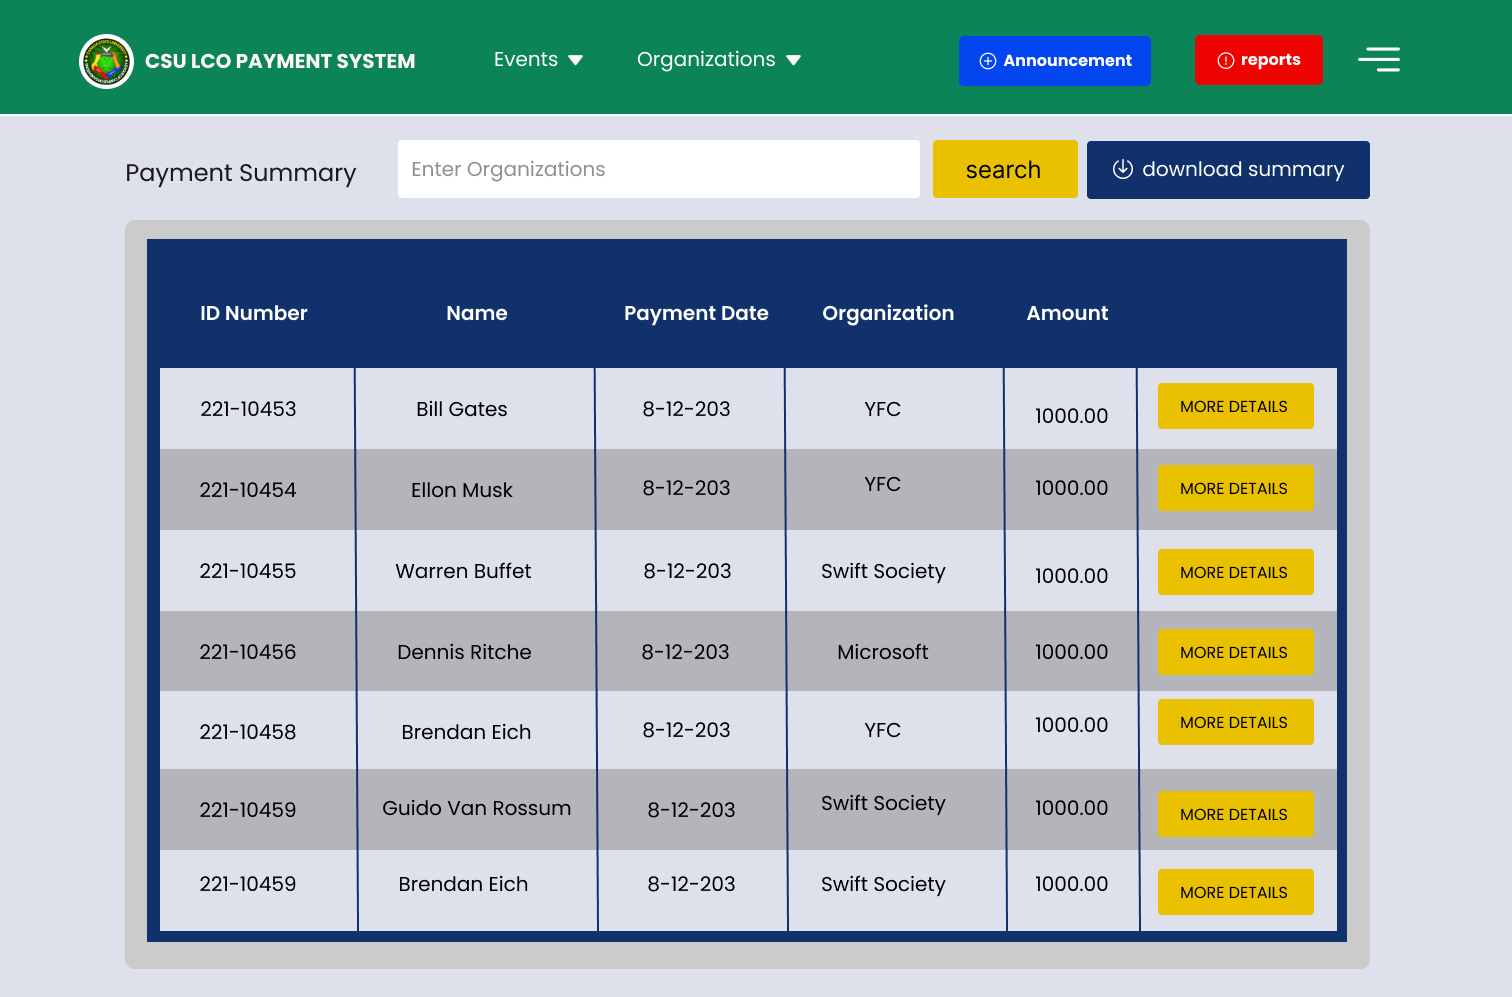 CSU LCO PAYMENT SYSTEM Events Organizations Announcement reports
Payment Summary Enter Organizations search download summary
ID Number Name Payment Date Organization Amount
221-10453 Bill Gates 8-12-203 YFC 1000.00 MORE DETAILS
221-10454 Ellon Musk 8-12-203 YFC 1000.00 MORE DETAILS
221-10455 Warren Buffet 8-12-203 Swift Society 1000.00 MORE DETAILS
221-10456 Dennis Ritche 8-12-203 Microsoft 1000.00 MORE DETAILS
221-10458 Brendan Eich 8-12-203 YFC 1000.00 MORE DETAILS
221-10459 Guido Van Rossum 8-12-203 Swift Society 1000.00 MORE DETAILS
221-10459 Brendan Eich 8-12-203 Swift Society 1000.00 MORE DETAILS